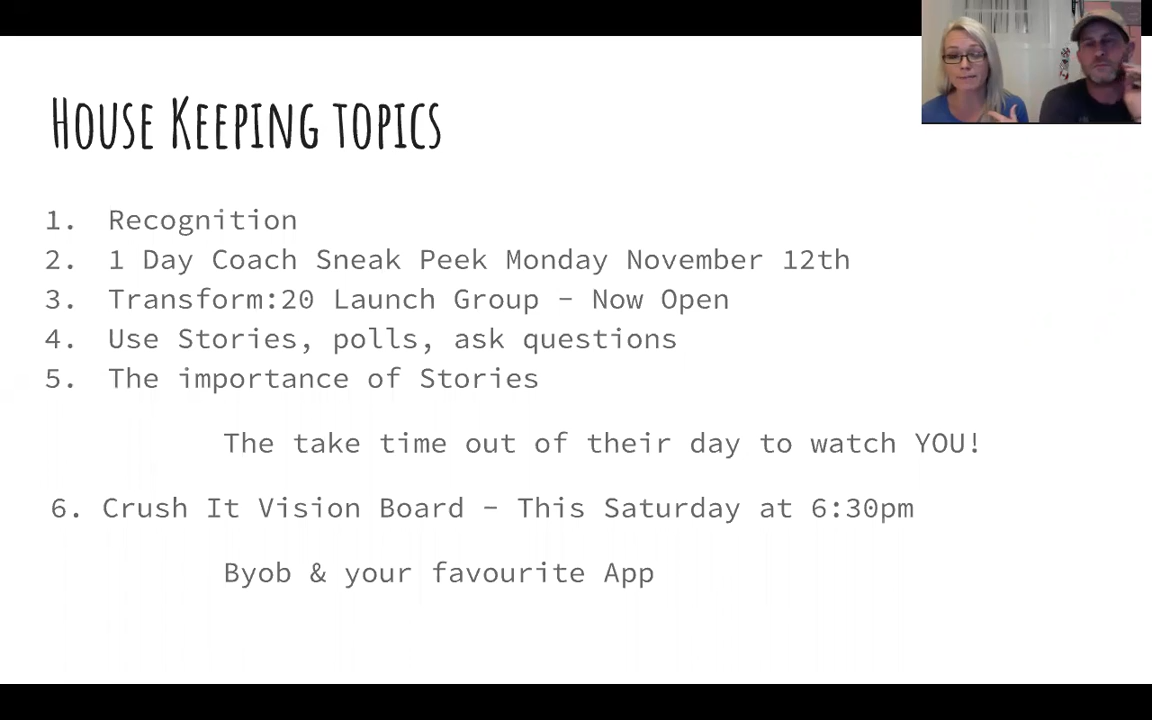 House Keeping topics
1. Recognition
2. 1 Day Coach Sneak Peek Monday November 12th
3. Transform:20 Launch Group - Now Open
4. Use Stories, polls, ask questions
5. The importance of Stories
The take time out of their day to watch YOU!
6. Crush It Vision Board - This Saturday at 6:30pm
Byob & your favourite App